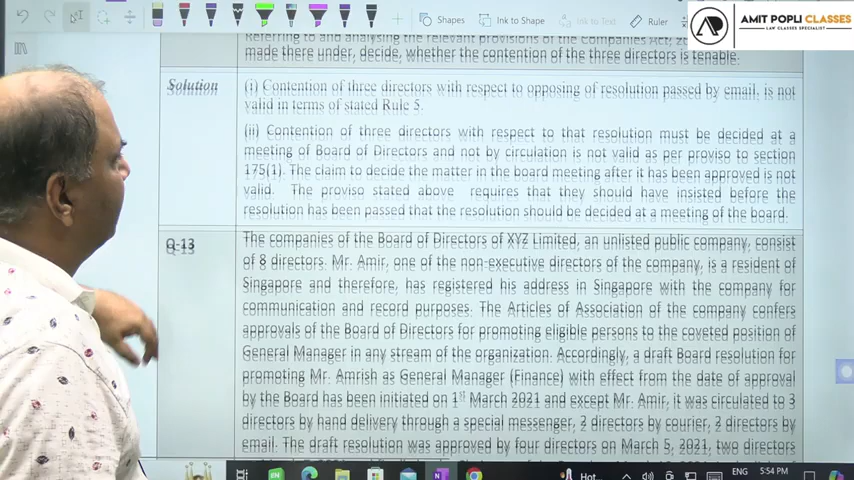 Shapes
Ink to Shape
Ink to Text
Ruler
AMIT POPLI CLASSES
LAW CLASSES SPECIALIST
Referring to and analysing the relevant provisions of the Companies Act,
made there under, decide, whether the contention of the three directors is tenable.
Solution
(i) Contention of three directors with respect to opposing of resolution passed by email, is not
valid in terms of stated Rule 5.
(ii) Contention of three directors with respect to that resolution must be decided at a
meeting of Board of Directors and not by circulation is not valid as per proviso to section
175(1). The claim to decide the matter in the board meeting after it has been approved is not
valid. The proviso stated above requires that they should have insisted before the
resolution has been passed that the resolution should be decided at a meeting of the board.
Q-13
The companies of the Board of Directors of XYZ Limited, an unlisted public company, consist
of 8 directors. Mr. Amir, one of the non-executive directors of the company, is a resident of
Singapore and therefore, has registered his address in Singapore with the company for
communication and record purposes. The Articles of Association of the company confers
approvals of the Board of Directors for promoting eligible persons to the coveted position of
General Manager in any stream of the organization. Accordingly, a draft Board resolution for
promoting Mr. Amrish as General Manager (Finance) with effect from the date of approval
by the Board has been initiated on 1st March 2021 and except Mr. Amir, it was circulated to 3
directors by hand delivery through a special messenger, 2 directors by courier, 2 directors by
email. The draft resolution was approved by four directors on March 5, 2021, two directors
Hot...
ENG
5:54 PM